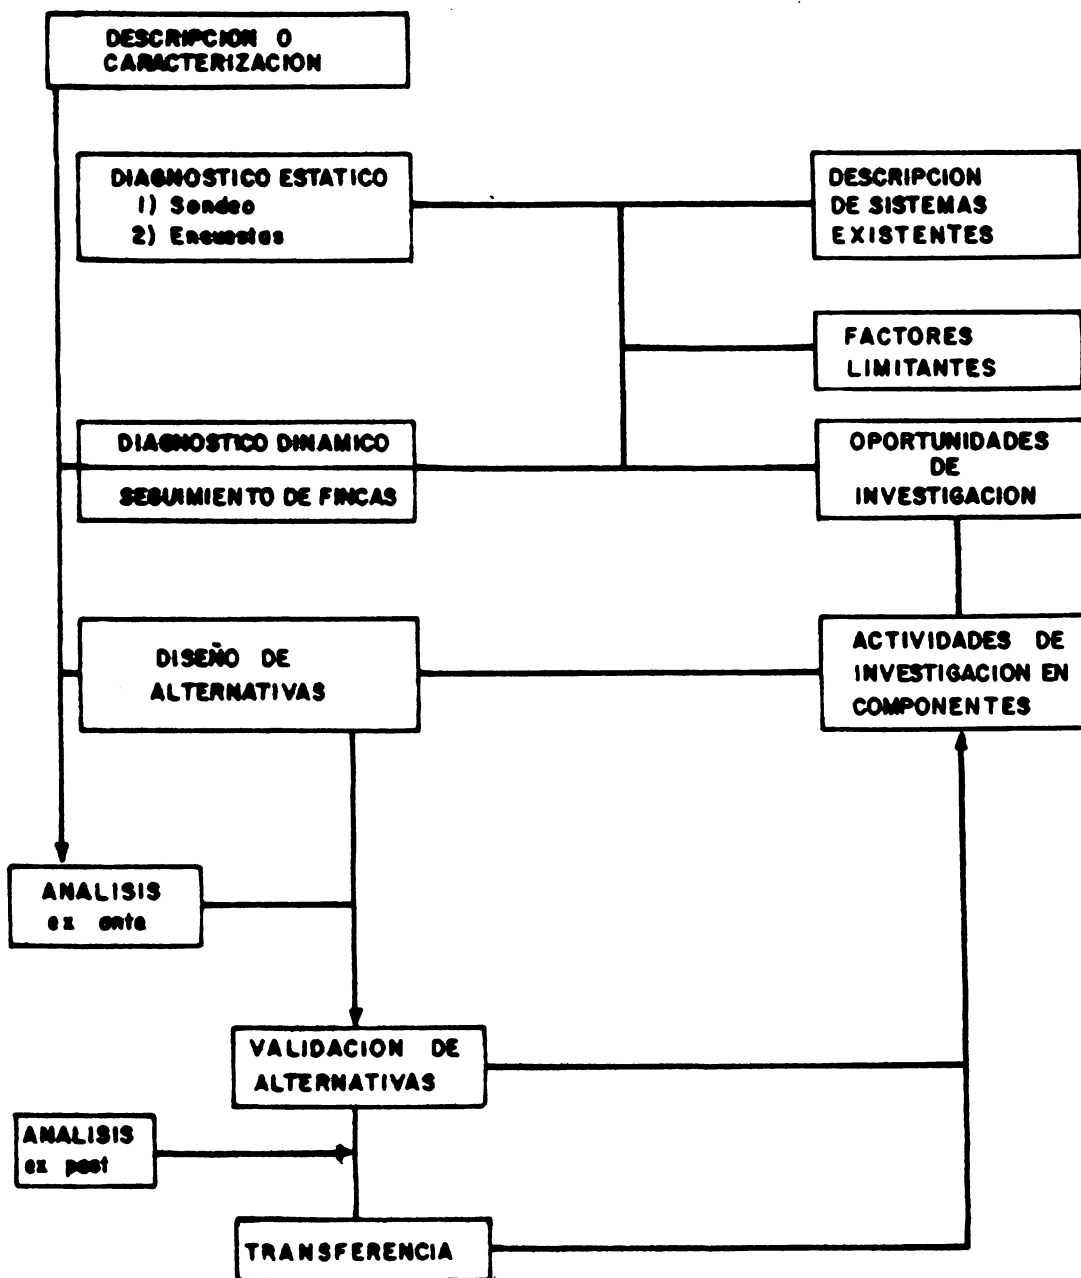 DESCRIPCION O
CARACTERIZACION
DIAGNOSTICO ESTATICO
1) Sondeo
2) Encuestas
DESCRIPCION
DE SISTEMAS
EXISTENTES
FACTORES
LIMITANTES
DIAGNOSTICO DINAMICO
SEGUIMIENTO DE FINCAS
OPORTUNIDADES
DE
INVESTIGACION
DISEÑO DE
ALTERNATIVAS
ACTIVIDADES DE
INVESTIGACION EN
COMPONENTES
ANALISIS
ex ante
VALIDACION DE
ALTERNATIVAS
ANALISIS
ex post
TRANSFERENCIA